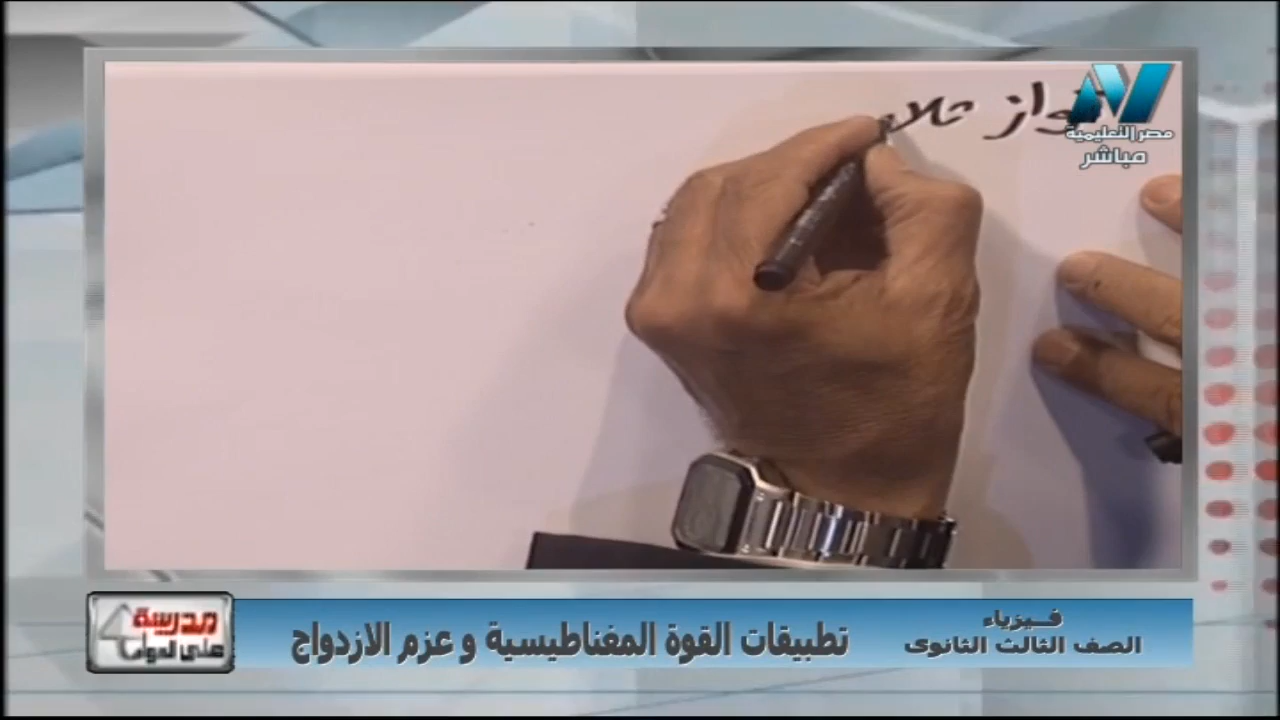 مصر التعليمية
مباشر
فيزياء
الصف الثالث الثانوى
تطبيقات القوة المغناطيسية و عزم الازدواج
مدرسة
على الهواء